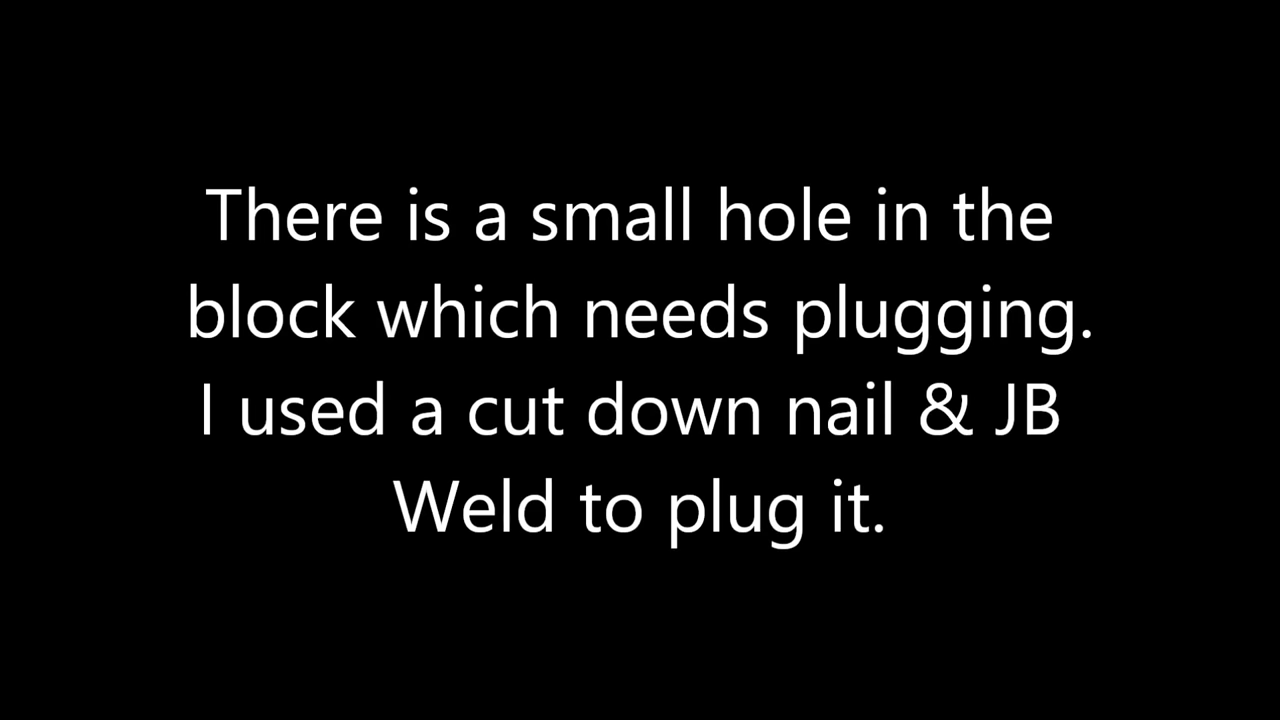 There is a small hole in the
block which needs plugging.
I used a cut down nail & JB
Weld to plug it.